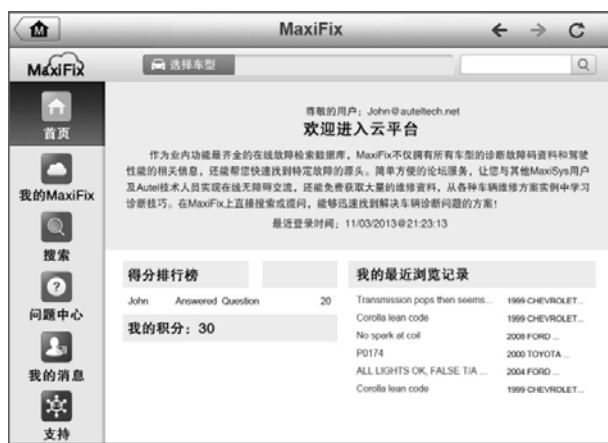 MaxiFix
MaxiFix
选择车型
首页
我的MaxiFix
搜索
问题中心
我的消息
支持
尊敬的用户：John@auteltech.net
欢迎进入云平台
作为业内功能最齐全的在线故障检索数据库，MaxiFix不仅拥有所有车型的诊断故障码资料和驾驶
性能的相关信息，还能帮您快速找到特定故障的源头。简单方便的论坛服务，让您与其他MaxiSys用户
及Autel技术人员实现在线无障碍交流，还能免费获取大量的维修资料，从各种车辆维修方案实例中学习
诊断技巧。在MaxiFix上直接搜索或提问，能够迅速找到解决车辆诊断问题的方案！
最近登录时间：11/03/2013@21:23:13
得分排行榜
John Answered Question 20
我的积分：30
我的最近浏览记录
Transmission pops then seems... 1999 CHEVROLET...
Corolla lean code 1999 CHEVROLET...
No spark at coil 2008 FORD ...
P0174 2000 TOYOTA ...
ALL LIGHTS OK, FALSE T/A ... 2004 FORD ...
Corolla lean code 1999 CHEVROLET...